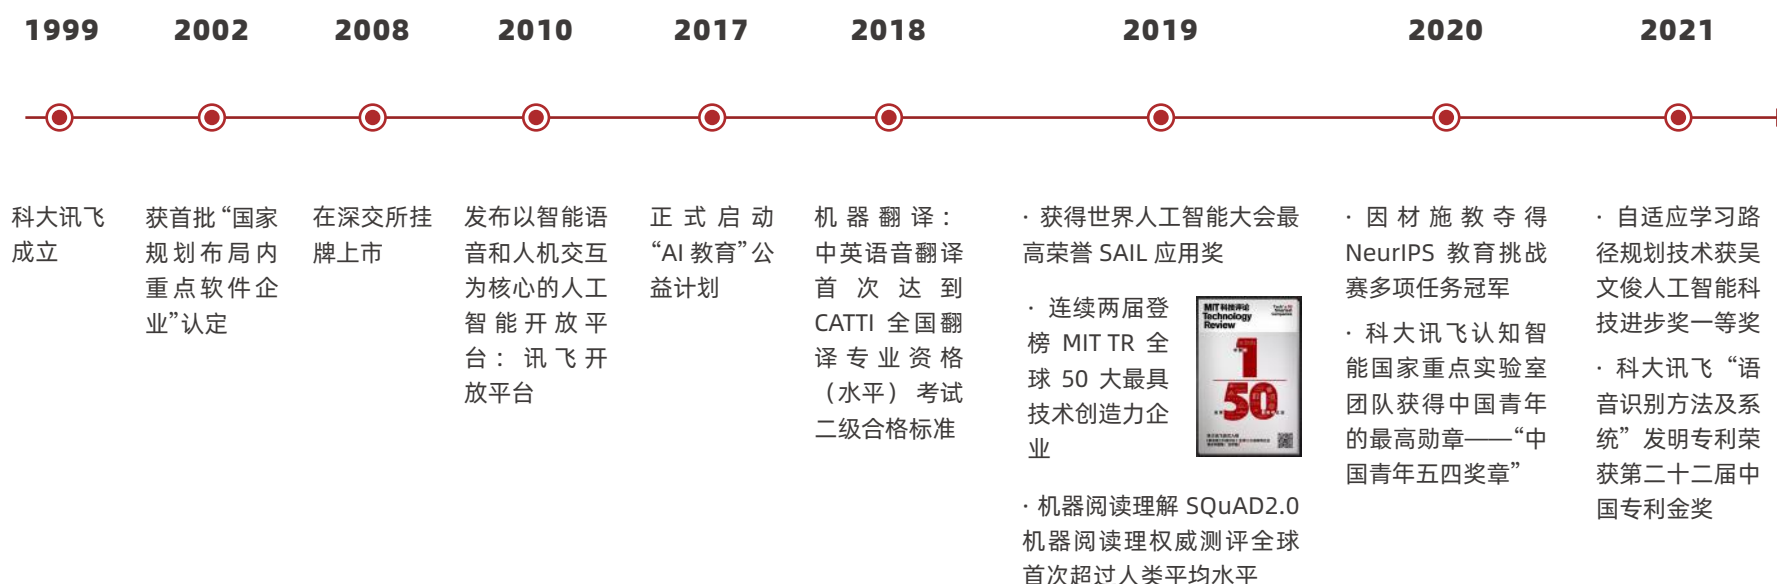 1999
2002
2008
2010
2017
2018
2019
2020
2021
科大讯飞
成立
获首批“国家
规划布局内
重点软件企
业”认定
在深交所挂
牌上市
发布以智能语
音和人机交互
为核心的人工
智能开放平
台：讯飞开
放平台
正式启动
“AI 教育”公
益计划
机器翻译：
中英语音翻译
首次达到
CATTI 全国翻
译专业资格
（水平）考试
二级合格标准
· 获得世界人工智能大会最
高荣誉 SAIL 应用奖
· 连续两届登
榜 MIT TR 全
球 50 大最具
技术创造力企
业
MIT 科技评论
Technology
Review
1
50
· 机器阅读理解 SQuAD2.0
机器阅读理权威测评全球
首次超过人类平均水平
· 因材施教夺得
NeurIPS 教育挑战
赛多项任务冠军
· 科大讯飞认知智
能国家重点实验室
团队获得中国青年
的最高勋章——“中
国青年五四奖章”
· 自适应学习路
径规划技术获吴
文俊人工智能科
技进步奖一等奖
· 科大讯飞“语
音识别方法及系
统”发明专利荣
获第二十二届中
国专利金奖